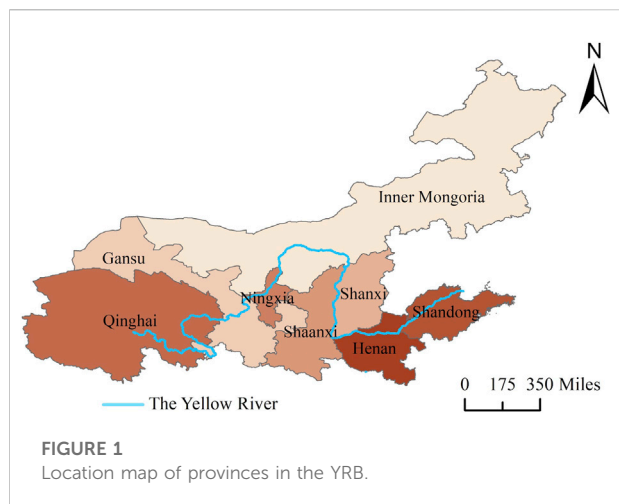 N
Inner Mongoria
Gansu
Ningxia
Shanxi
Qinghai
Shaanxi
Shandong
Henan
0 175 350 Miles
The Yellow River
FIGURE 1
Location map of provinces in the YRB.